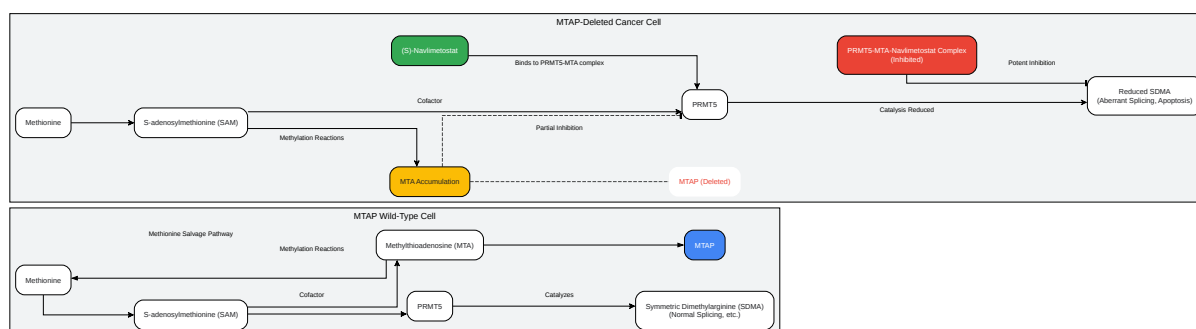 MTAP-Deleted Cancer Cell
(S)-Navlimetostat
Binds to PRMT5-MTA complex
PRMT5-MTA-Navlimetostat Complex
(Inhibited)
Potent Inhibition
Methionine
S-adenosylmethionine (SAM)
Cofactor
Methylation Reactions
Partial Inhibition
PRMT5
Catalysis Reduced
Reduced SDMA
(Aberrant Splicing, Apoptosis)
MTA Accumulation
MTAP (Deleted)
MTAP Wild-Type Cell
Methionine Salvage Pathway
Methylation Reactions
Methylthioadenosine (MTA)
MTAP
Methionine
S-adenosylmethionine (SAM)
Cofactor
PRMT5
Catalyzes
Symmetric Dimethylarginine (SDMA)
(Normal Splicing, etc.)